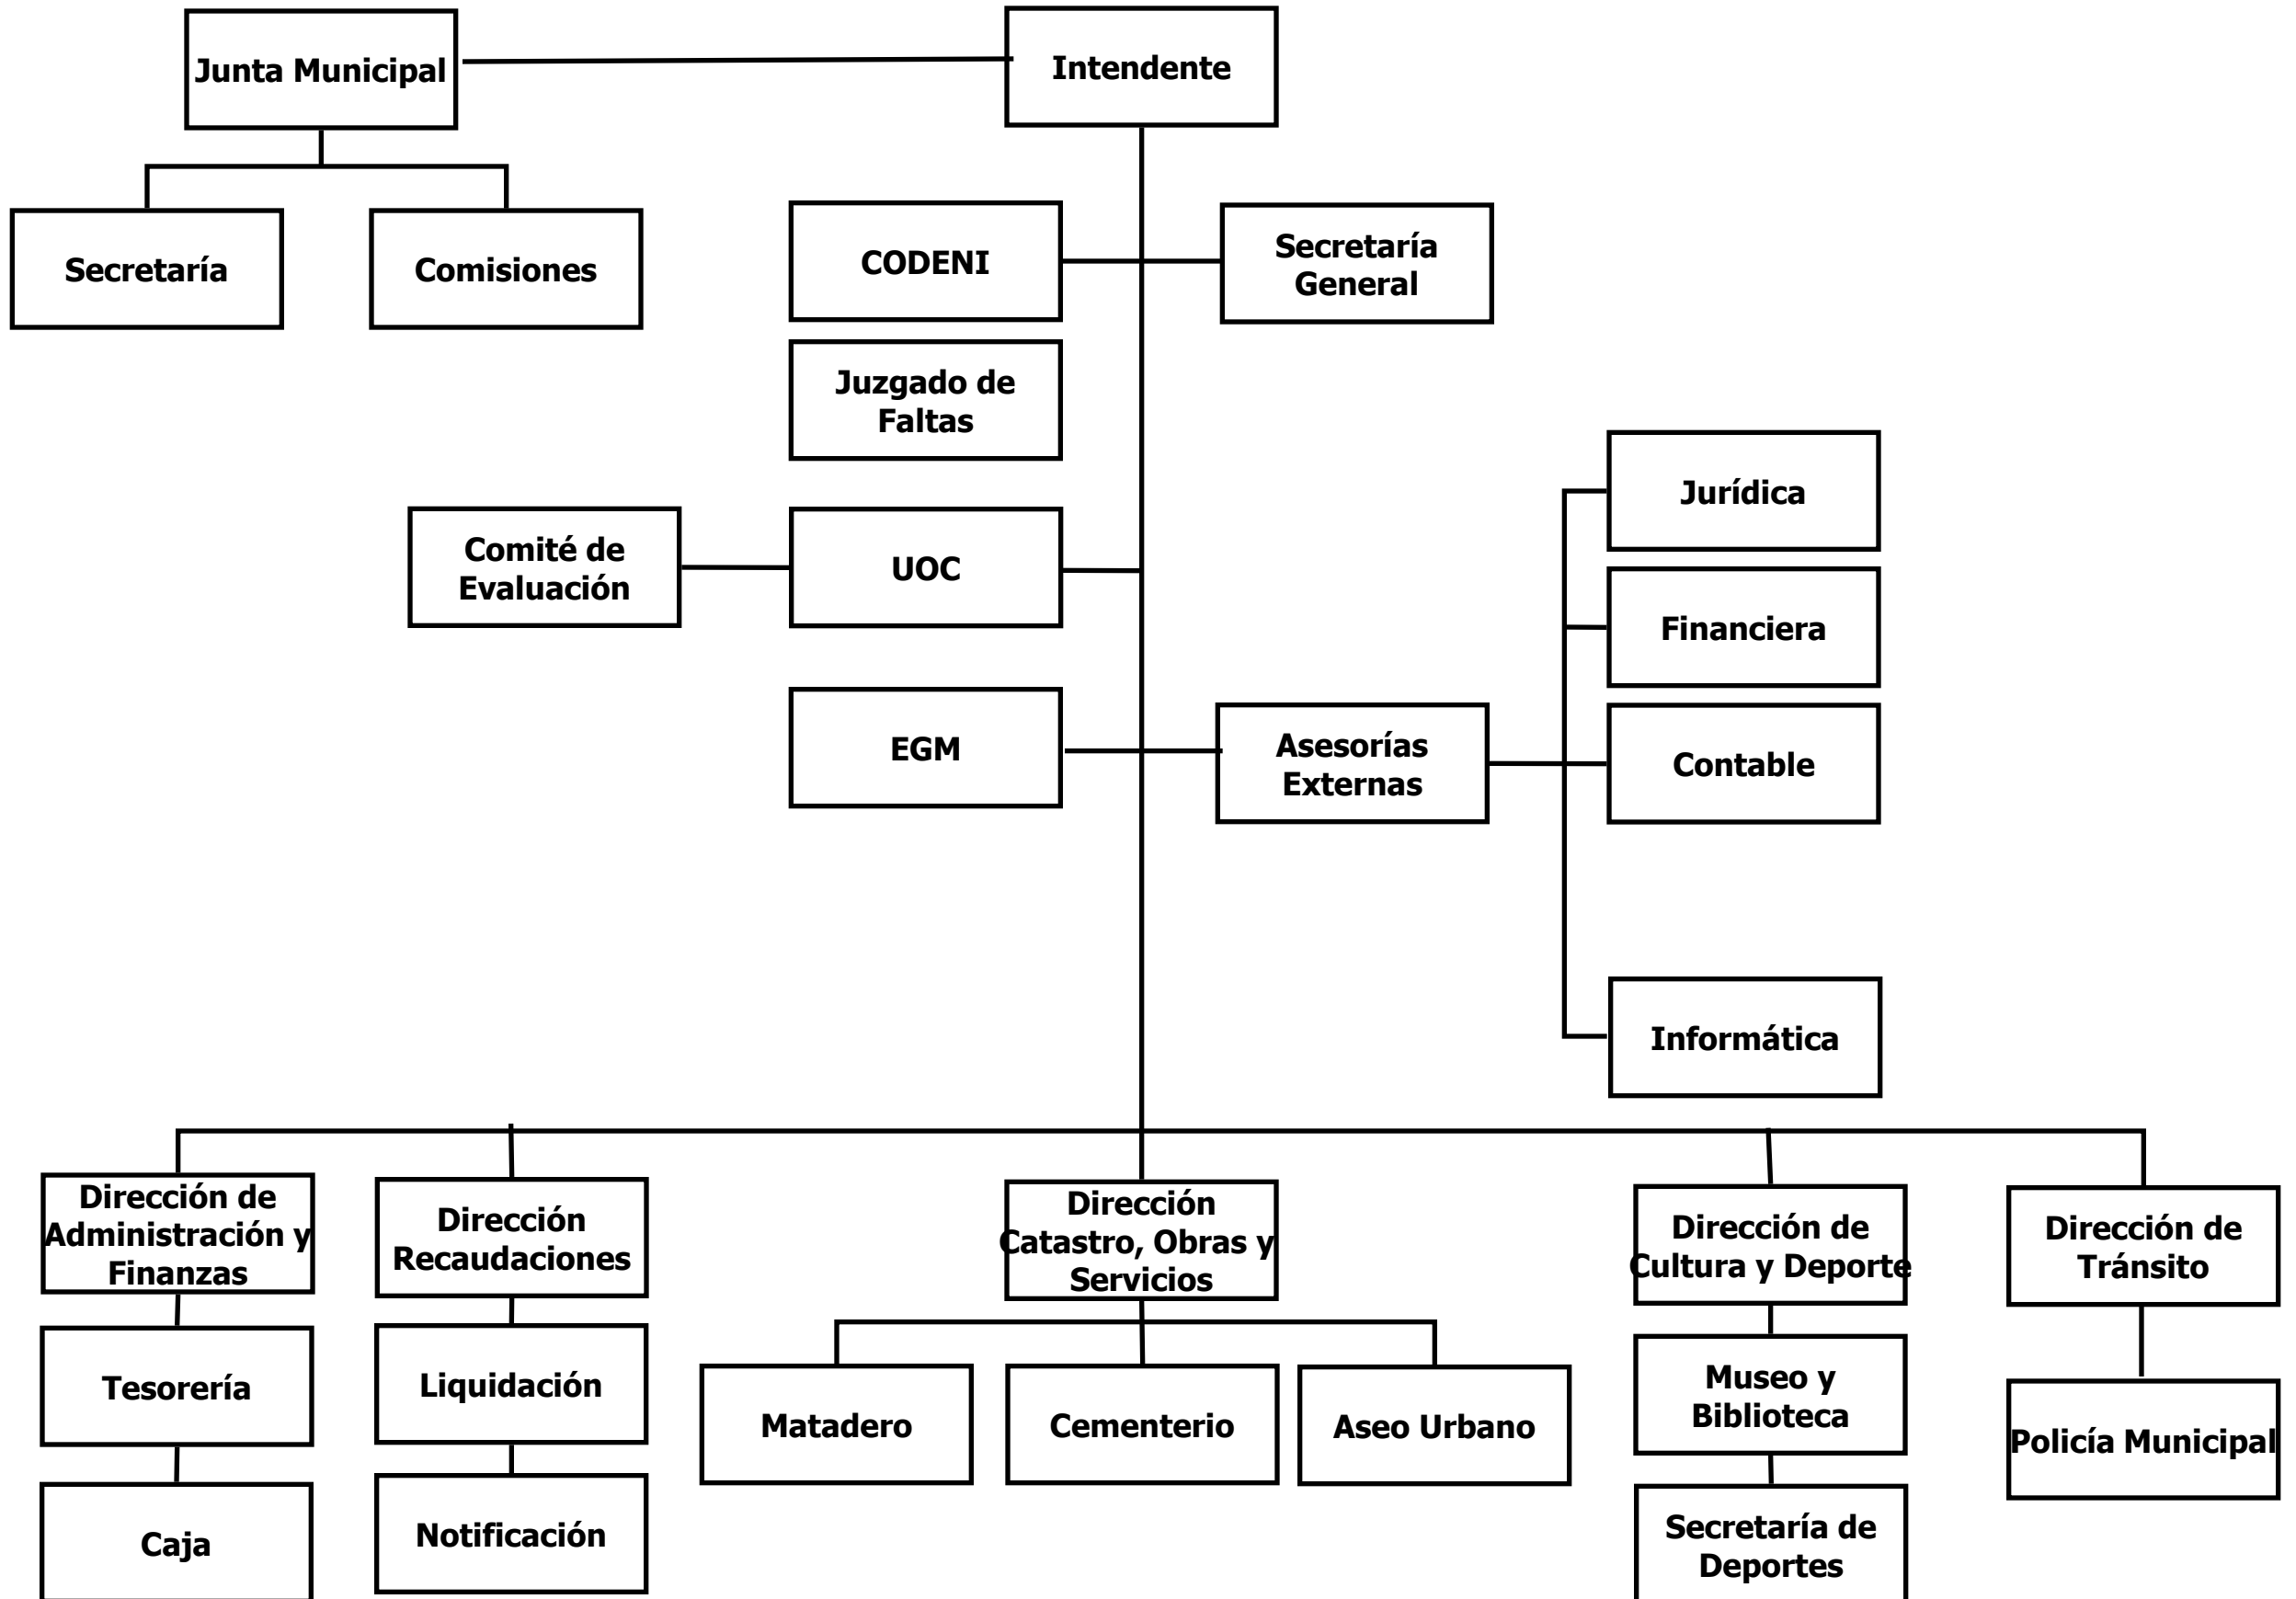 Junta Municipal
Intendente
Secretaría
Comisiones
CODENI
Secretaría
General
Juzgado de
Faltas
Jurídica
Comité de
Evaluación
UOC
Financiera
EGM
Asesorías
Externas
Contable
Informática
Dirección de
Administración y
Finanzas
Dirección
Recaudaciones
Dirección
Catastro, Obras y
Servicios
Dirección de
Cultura y Deporte
Dirección de
Tránsito
Tesorería
Liquidación
Matadero
Cementerio
Aseo Urbano
Museo y
Biblioteca
Policía Municipal
Caja
Notificación
Secretaría de
Deportes